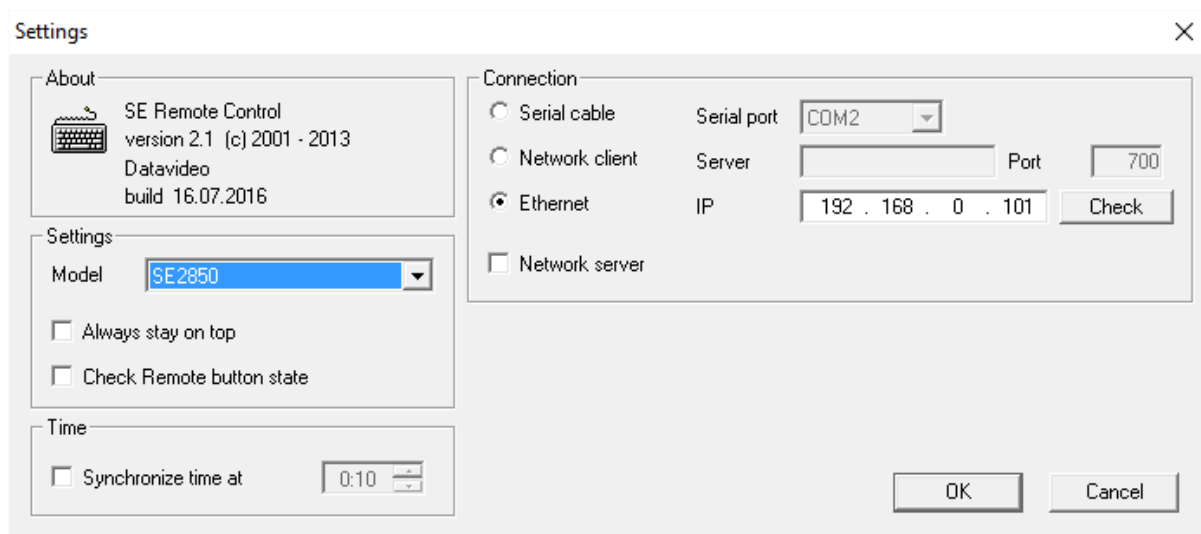 Settings
About
SE Remote Control
version 2.1 (c) 2001 - 2013
Datavideo
build 16.07.2016
Settings
Model SE2850
Always stay on top
Check Remote button state
Time
Synchronize time at 0:10
Connection
Serial cable Serial port COM2
Network client Server Port 700
Ethernet IP 192 . 168 . 0 . 101 Check
Network server
OK Cancel